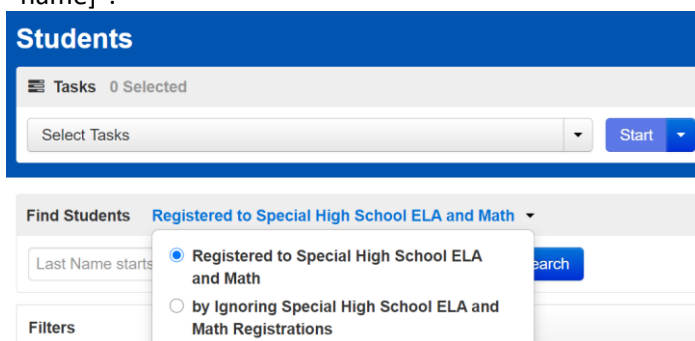 name]".
Students
Tasks 0 Selected
Select Tasks Start
Find Students Registered to Special High School ELA and Math
Last Name starts
Registered to Special High School ELA
and Math
earch
by Ignoring Special High School ELA and
Math Registrations
Filters